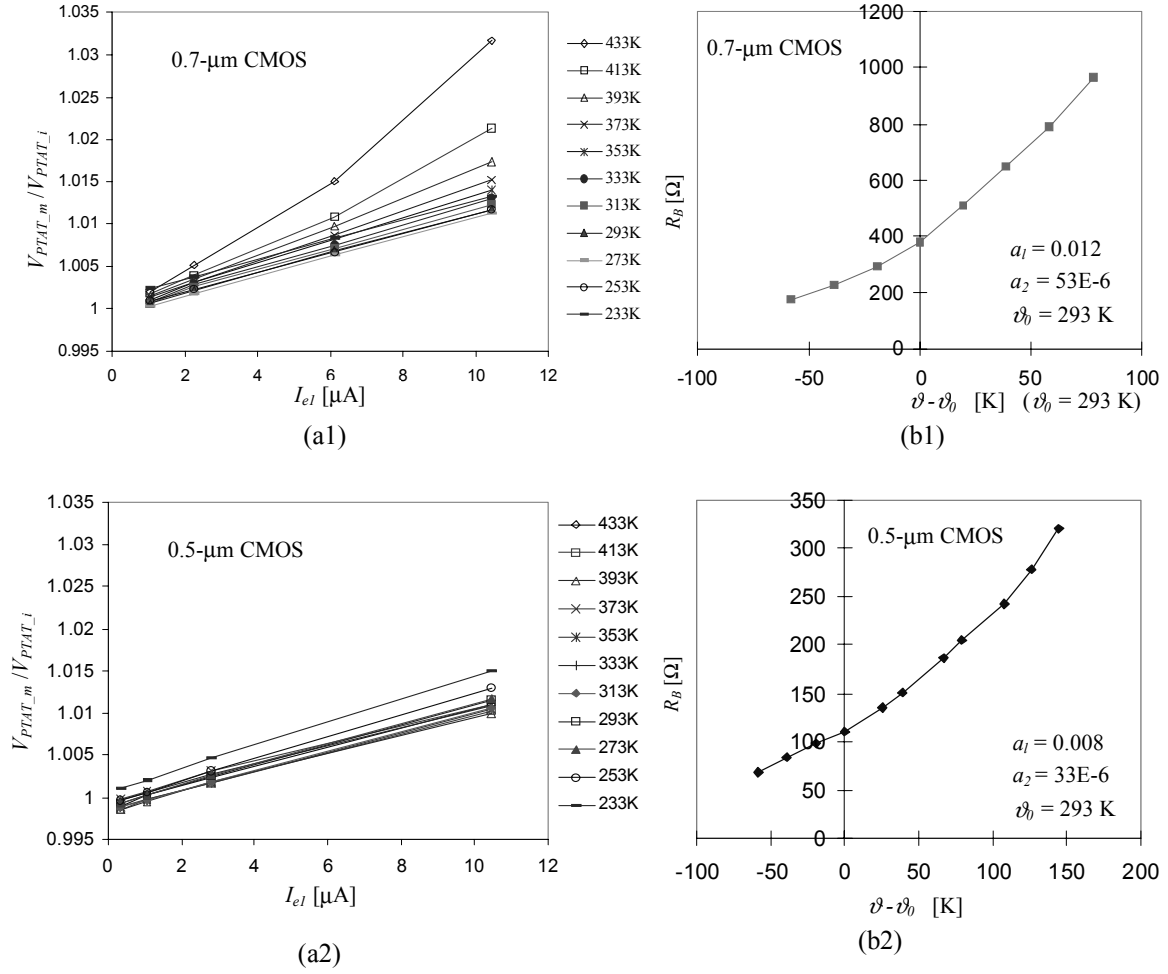 1.035
1.03
1.025
1.02
1.015
1.01
1.005
1
0.995
V_PTAT_m / V_PTAT_i
0.7-μm CMOS
0 2 4 6 8 10 12
I_e1 [μA]
433K
413K
393K
373K
353K
333K
313K
293K
273K
253K
233K
(a1)
1200
1000
800
600
400
200
0
R_B [Ω]
0.7-μm CMOS
a_1 = 0.012
a_2 = 53E-6
ϑ_0 = 293 K
-100 -50 0 50 100
ϑ - ϑ_0 [K] (ϑ_0 = 293 K)
(b1)
1.035
1.03
1.025
1.02
1.015
1.01
1.005
1
0.995
V_PTAT_m / V_PTAT_i
0.5-μm CMOS
0 2 4 6 8 10 12
I_e1 [μA]
433K
413K
393K
373K
353K
333K
313K
293K
273K
253K
233K
(a2)
350
300
250
200
150
100
50
0
R_B [Ω]
0.5-μm CMOS
a_1 = 0.008
a_2 = 33E-6
ϑ_0 = 293 K
-100 -50 0 50 100 150 200
ϑ - ϑ_0 [K]
(b2)